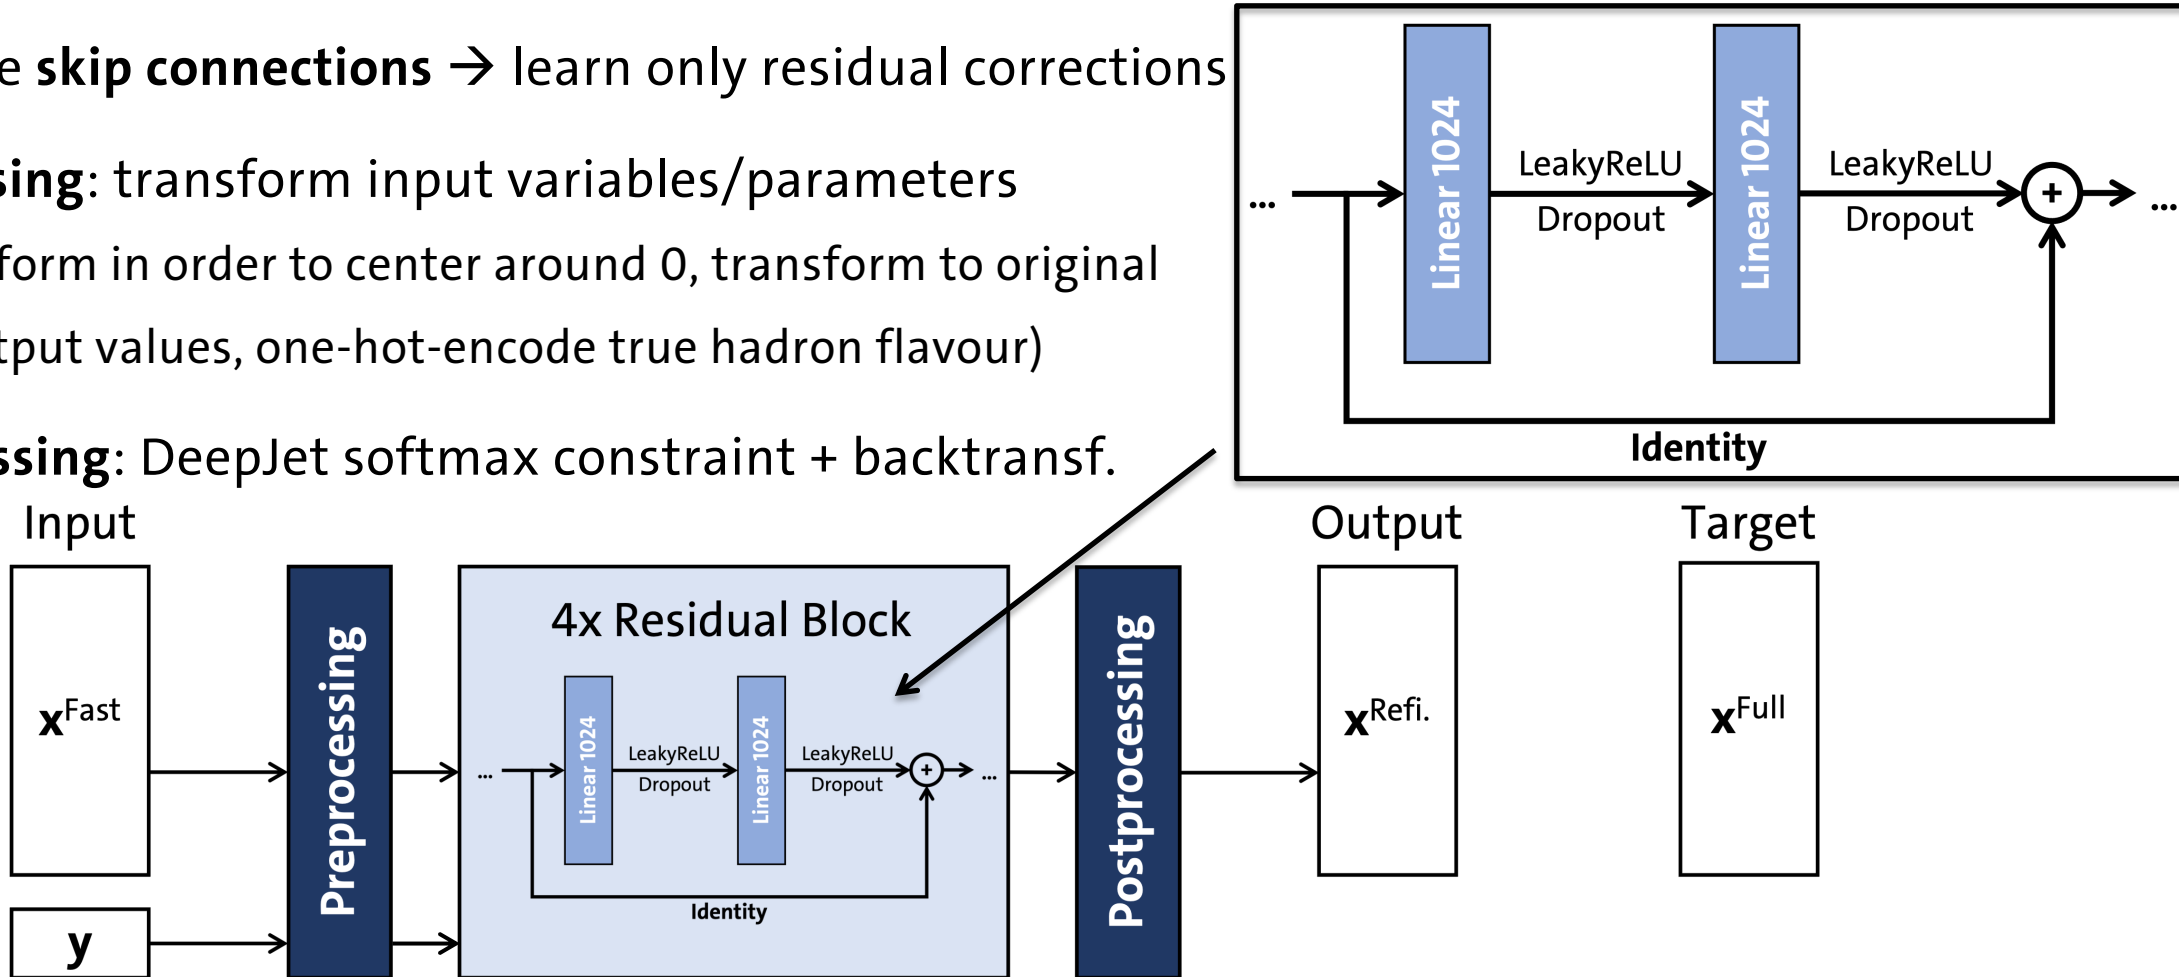 e skip connections → learn only residual corrections
sing: transform input variables/parameters
form in order to center around 0, transform to original
tput values, one-hot-encode true hadron flavour)
ssing: DeepJet softmax constraint + backtransf.
...
Linear 1024
LeakyReLU
Dropout
Linear 1024
LeakyReLU
Dropout
+
...
Identity
Input
Output
Target
x^Fast
y
Preprocessing
4x Residual Block
...
Linear 1024
LeakyReLU
Dropout
Linear 1024
LeakyReLU
Dropout
+
...
Identity
Postprocessing
x^Refi.
x^Full